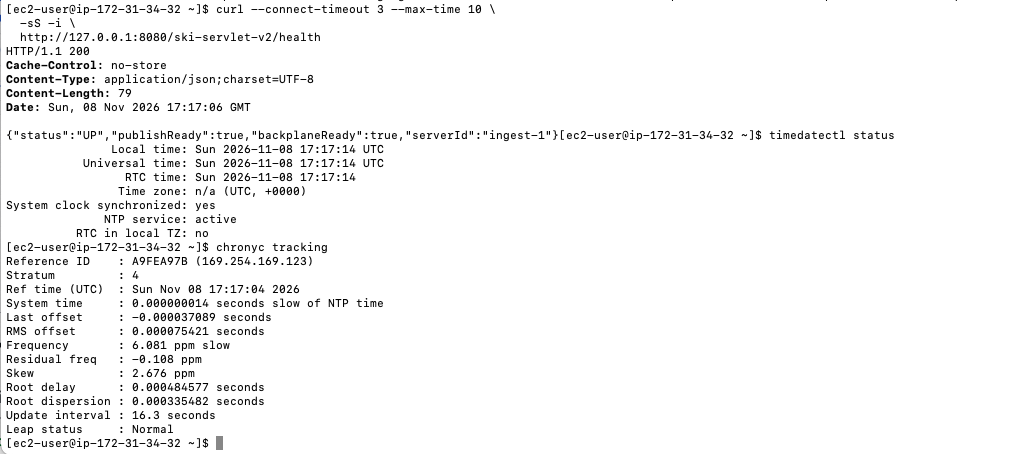 [ec2-user@ip-172-31-34-32 ~]$ curl --connect-timeout 3 --max-time 10 \
  -sS -i \
  http://127.0.0.1:8080/ski-servlet-v2/health
HTTP/1.1 200
Cache-Control: no-store
Content-Type: application/json;charset=UTF-8
Content-Length: 79
Date: Sun, 08 Nov 2026 17:17:06 GMT

{"status":"UP","publishReady":true,"backplaneReady":true,"serverId":"ingest-1"}[ec2-user@ip-172-31-34-32 ~]$ timedatectl status
               Local time: Sun 2026-11-08 17:17:14 UTC
           Universal time: Sun 2026-11-08 17:17:14 UTC
                 RTC time: Sun 2026-11-08 17:17:14
                Time zone: n/a (UTC, +0000)
System clock synchronized: yes
              NTP service: active
          RTC in local TZ: no
[ec2-user@ip-172-31-34-32 ~]$ chronyc tracking
Reference ID    : A9FEA97B (169.254.169.123)
Stratum         : 4
Ref time (UTC)  : Sun Nov 08 17:17:04 2026
System time     : 0.000000014 seconds slow of NTP time
Last offset     : -0.000037089 seconds
RMS offset      : 0.000075421 seconds
Frequency       : 6.081 ppm slow
Residual freq   : -0.108 ppm
Skew            : 2.676 ppm
Root delay      : 0.000484577 seconds
Root dispersion : 0.000335482 seconds
Update interval : 16.3 seconds
Leap status     : Normal
[ec2-user@ip-172-31-34-32 ~]$